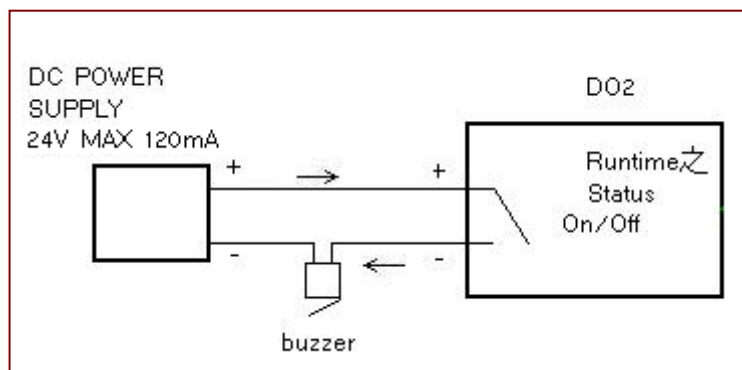 DC POWER
SUPPLY
24V MAX 120mA
DO2
+
+
Runtime之
Status
On/Off
-
-
buzzer